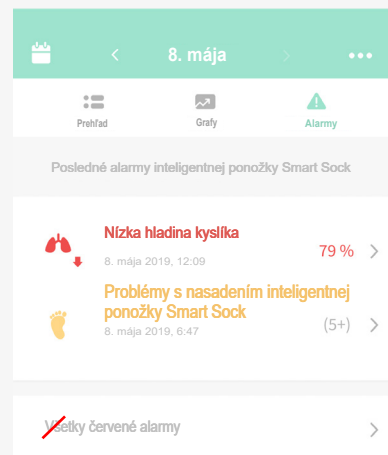 8. mája
Prehľad
Grafy
Alarmy
Posledné alarmy inteligentnej ponožky Smart Sock
Nízka hladina kyslíka
79 %
8. mája 2019, 12:09
Problémy s nasadením inteligentnej
ponožky Smart Sock
(5+)
8. mája 2019, 6:47
Všetky červené alarmy